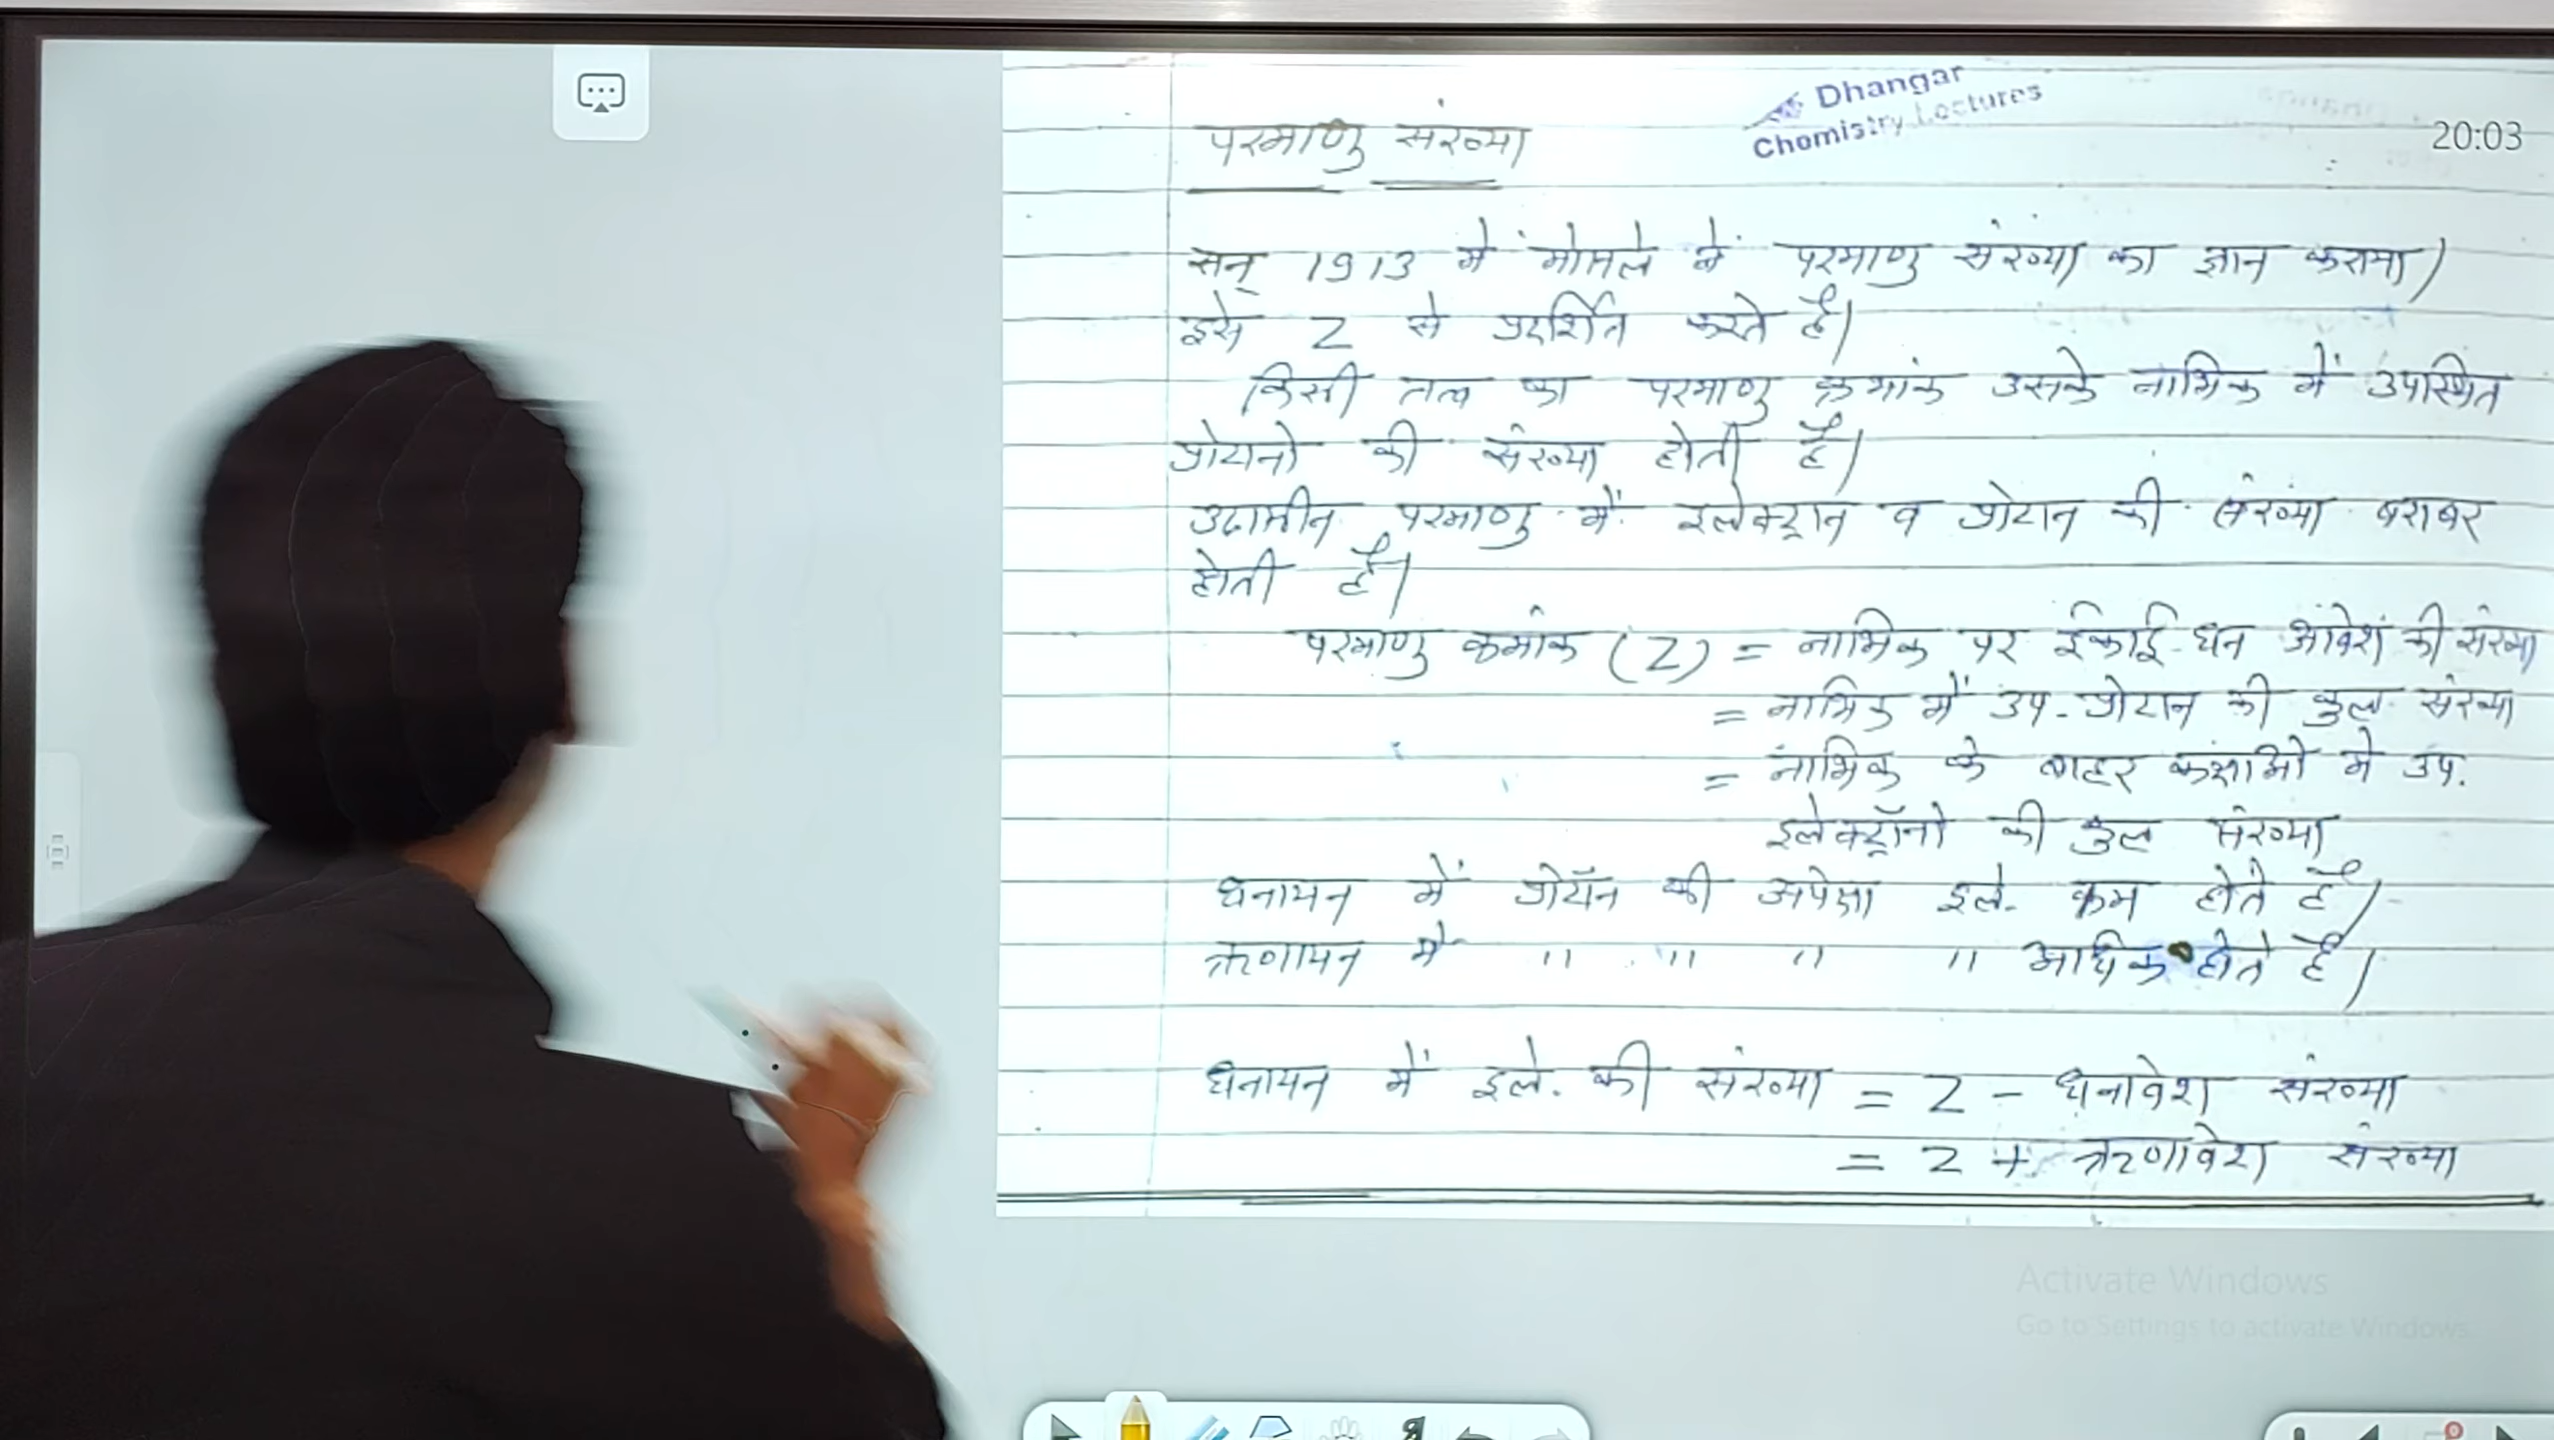 Dhangar
Chemistry Lectures
20:03
परमाणु संख्या
सन् 1913 में मोसले ने परमाणु संख्या का ज्ञान कराया।
इसे Z से प्रदर्शित करते है।
किसी तत्व का परमाणु क्रमांक उसके नाभिक में उपस्थित
प्रोटानो की संख्या होती है।
उदासीन परमाणु में इलेक्ट्रान व प्रोटान की संख्या बराबर
होती है।
परमाणु क्रमांक (Z) = नाभिक पर ईकाई धन आवेश की संख्या
= नाभिक में उप. प्रोटान की कुल संख्या
= नाभिक के बाहर कक्षाओ मे उप.
इलेक्ट्रॉनो की कुल संख्या
धनायन में प्रोटॉन की अपेक्षा इले. कम होते है।
ऋणायन मे " " " " अधिक होते है।
धनायन में इले. की संख्या = Z - धनावेश संख्या
= Z + ऋणावेश संख्या
Activate Windows
Go to Settings to activate Windows.